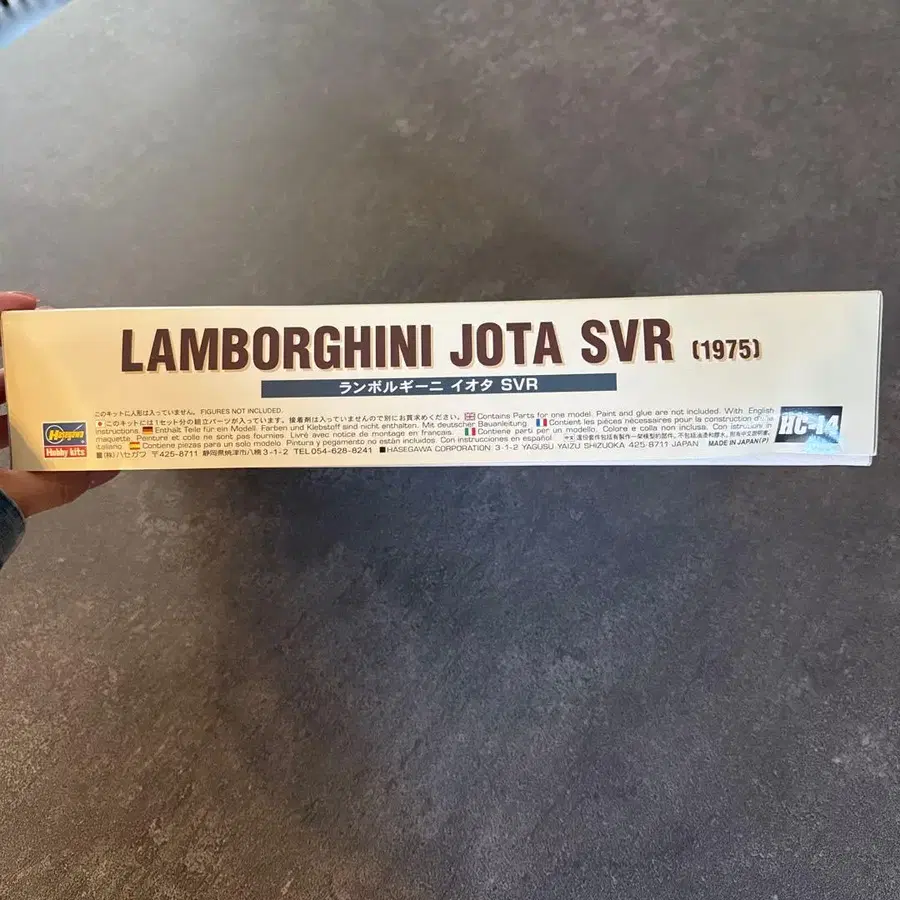 LAMBORGHINI JOTA SVR (1975)
ランボルギーニ イオタ SVR
このキットに人形は入っていません。 FIGURES NOT INCLUDED.
● このキットには1セット分の組立パーツが入っています。接着剤は入っていませんので別にお買求めください。 Contains Parts for one model. Paint and glue are not included. With English
instructions. Enthält Teile für ein Modell. Farben und Klebstoff sind nicht enthalten. Mit deutscher Bauanleitung. Contient les pièces nécessaires pour la construction d'une
maquette. Peinture et colle ne sont pas fournies. Livré avec notice de montage en francais. Contiene parti per un modello. Colore e colla non inclusa. Con istruzioni in
italiano Contiene piezas para un solo modelo. Pintura y pegamento no están incluidos. Con instrucciones en español.
■(株)ハセガワ 〒425-8711 静岡県焼津市八楠3-1-2 TEL054-628-8241 ■HASEGAWA CORPORATION 3-1-2 YAGUSU YAIZU SHIZUOKA 425-8711 JAPAN MADE IN JAPAN(P)
Hasegawa
Hobby kits
HC-14